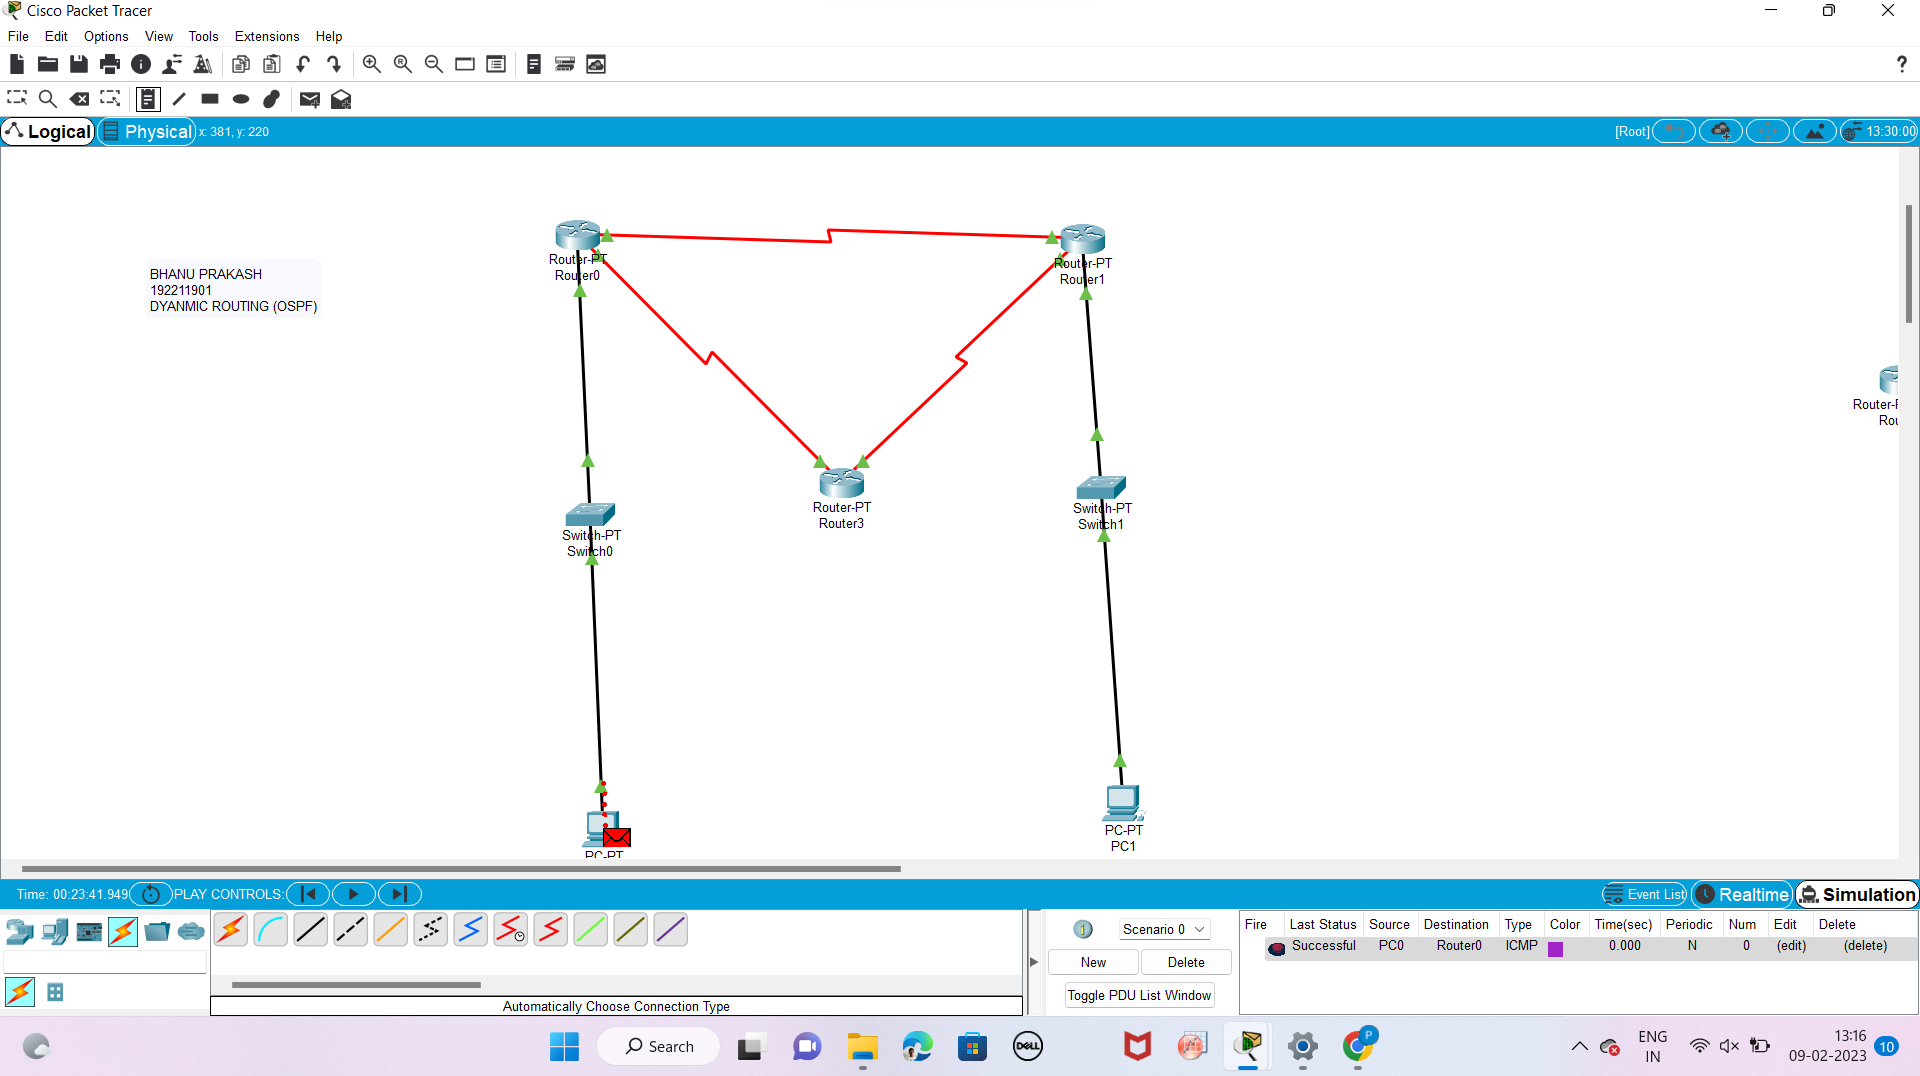 Cisco Packet Tracer
File Edit Options View Tools Extensions Help
?
Logical Physical x: 381, y: 220 [Root] 13:30:00
BHANU PRAKASH
192211901
DYANMIC ROUTING (OSPF)
Router-PT
Router0
Router-PT
Router1
Router-PT
Router3
Switch-PT
Switch0
Switch-PT
Switch1
PC-PT
PC-PT
PC1
Time: 00:23:41.949 PLAY CONTROLS: Event List Realtime Simulation
Scenario 0
New Delete
Toggle PDU List Window
Fire Last Status Source Destination Type Color Time(sec) Periodic Num Edit Delete
Successful PC0 Router0 ICMP 0.000 N 0 (edit) (delete)
Automatically Choose Connection Type
Search
DELL
P
ENG
IN
13:16
09-02-2023
10